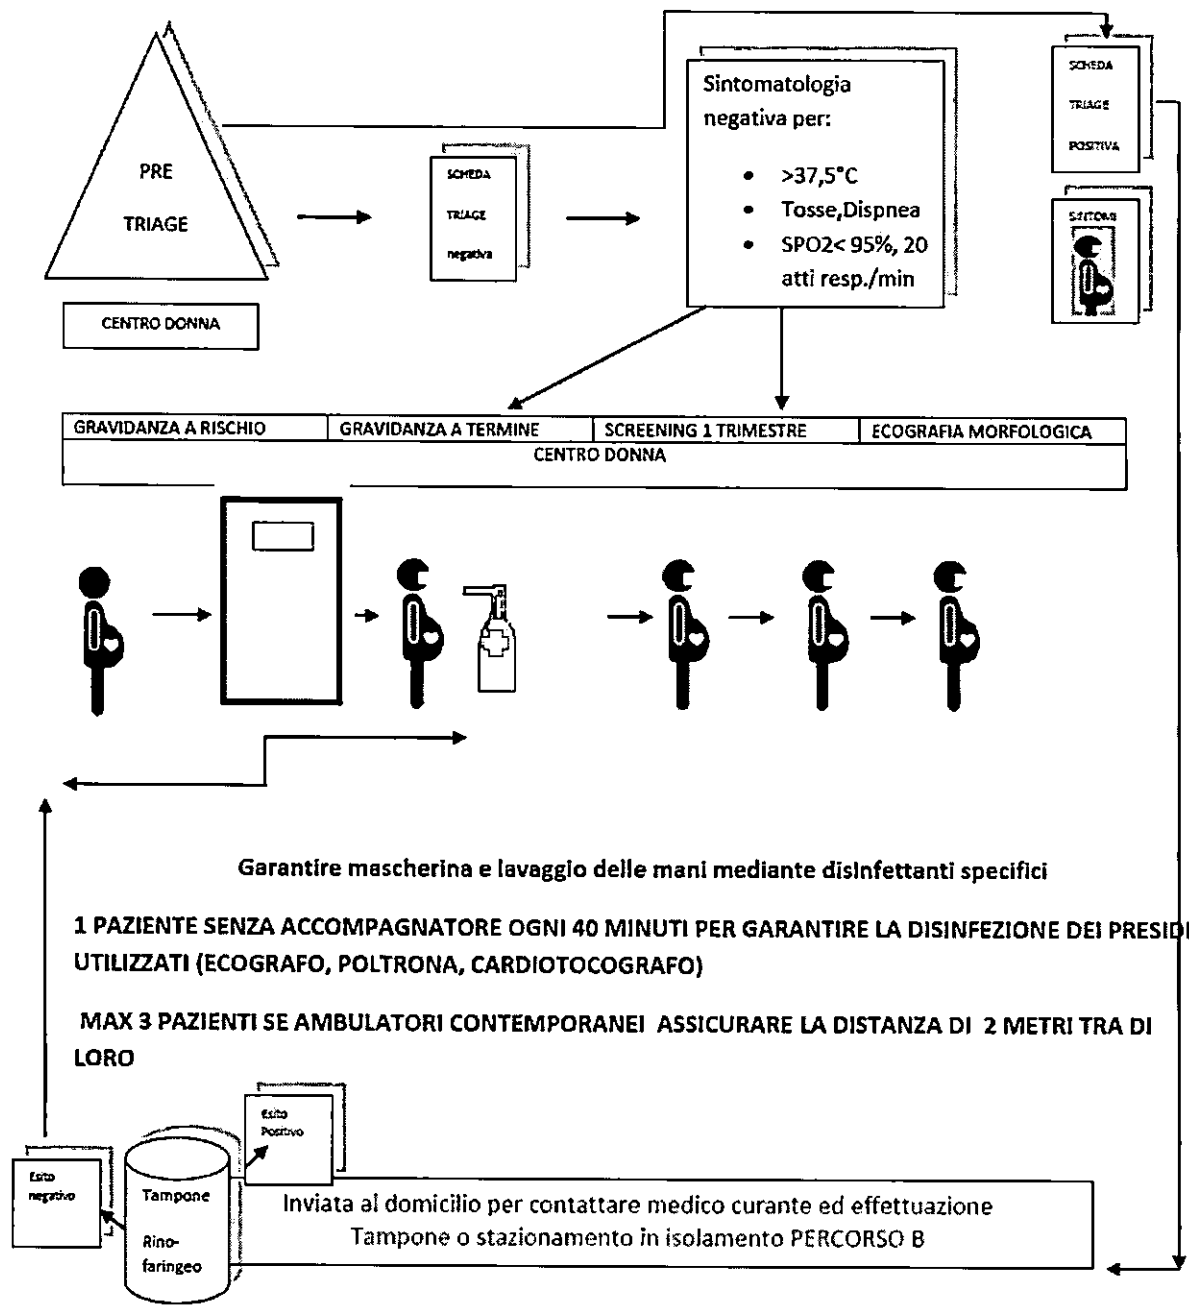 PRE
TRIAGE
CENTRO DONNA
SCHEDA
TRIAGE
negativa
Sintomatologia
negativa per:
• >37,5°C
• Tosse,Dispnea
• SPO2< 95%, 20
atti resp./min
SCHEDA
TRIAGE
POSITIVA
SINTOMI
GRAVIDANZA A RISCHIO
GRAVIDANZA A TERMINE
SCREENING 1 TRIMESTRE
ECOGRAFIA MORFOLOGICA
CENTRO DONNA
Garantire mascherina e lavaggio delle mani mediante disinfettanti specifici
1 PAZIENTE SENZA ACCOMPAGNATORE OGNI 40 MINUTI PER GARANTIRE LA DISINFEZIONE DEI PRESIDI
UTILIZZATI (ECOGRAFO, POLTRONA, CARDIOTOCOGRAFO)
MAX 3 PAZIENTI SE AMBULATORI CONTEMPORANEI ASSICURARE LA DISTANZA DI 2 METRI TRA DI
LORO
Esito
Positivo
Esito
negativo
Tampone
Rino-
faringeo
Inviata al domicilio per contattare medico curante ed effettuazione
Tampone o stazionamento in isolamento PERCORSO B